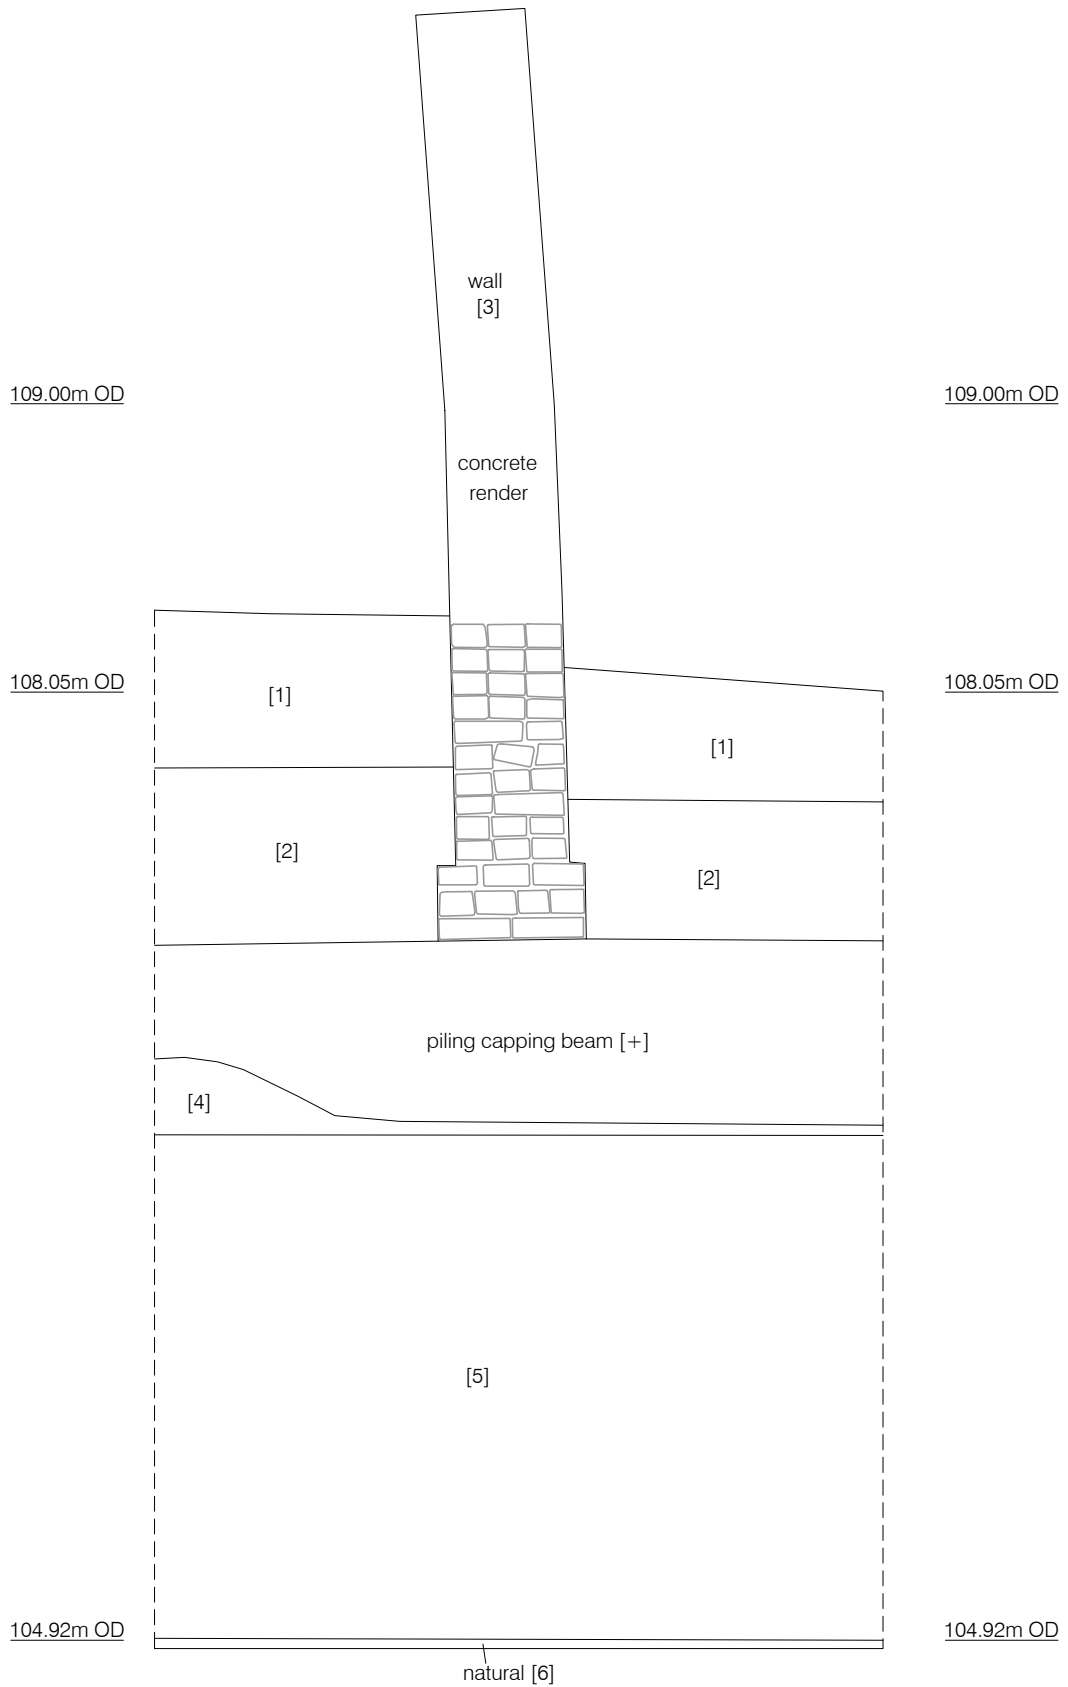 wall
[3]
109.00m OD
109.00m OD
concrete
render
108.05m OD
108.05m OD
[1]
[1]
[2]
[2]
piling capping beam [+]
[4]
[5]
104.92m OD
104.92m OD
natural [6]